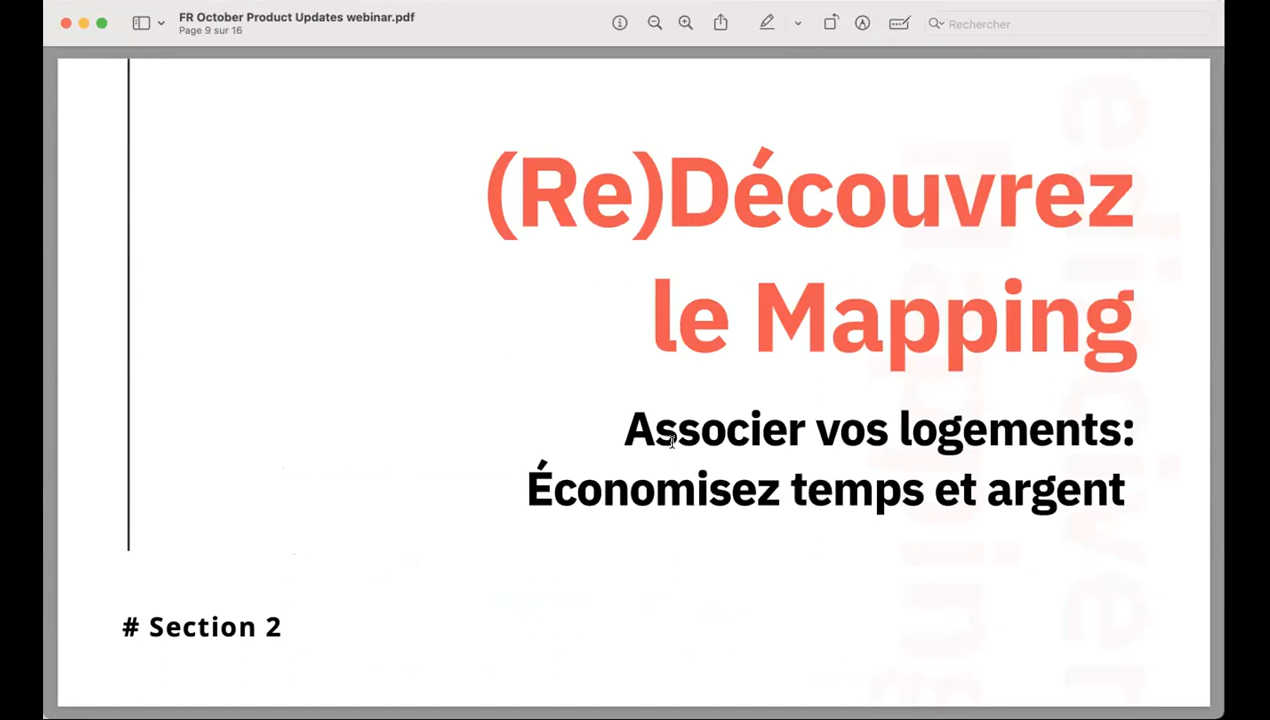 FR October Product Updates webinar.pdf
Page 9 sur 16
Rechercher
(Re)Découvrez
le Mapping
Associer vos logements:
Économisez temps et argent
# Section 2